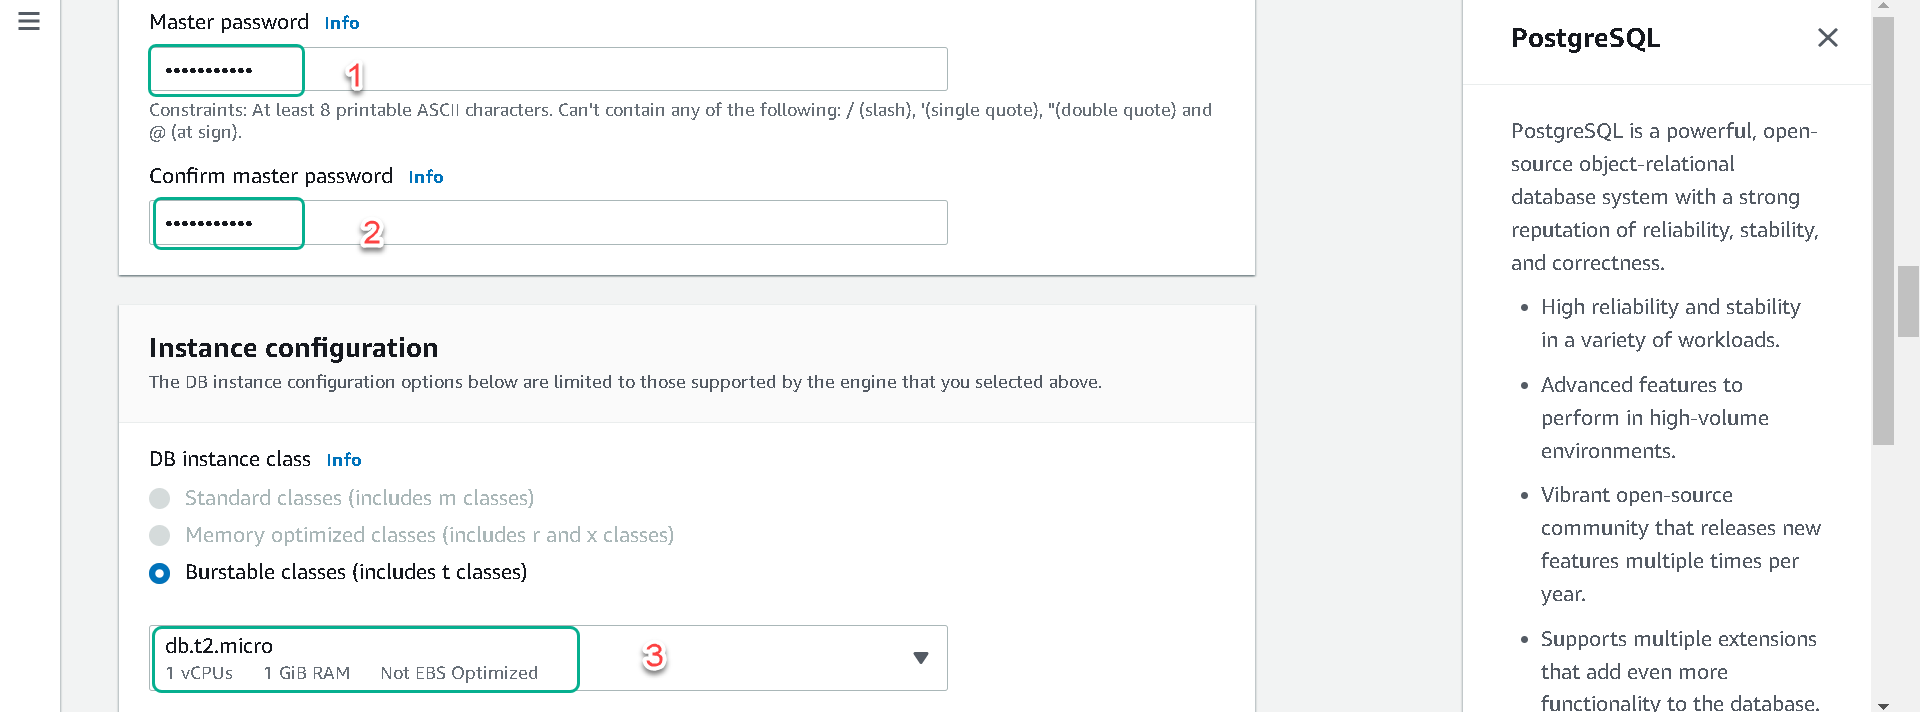 Master password Info
•••••••••••
1
Constraints: At least 8 printable ASCII characters. Can't contain any of the following: / (slash), '(single quote), "(double quote) and
@ (at sign).
Confirm master password Info
•••••••••••
2
Instance configuration
The DB instance configuration options below are limited to those supported by the engine that you selected above.
DB instance class Info
Standard classes (includes m classes)
Memory optimized classes (includes r and x classes)
Burstable classes (includes t classes)
db.t2.micro
1 vCPUs 1 GiB RAM Not EBS Optimized
3
PostgreSQL
PostgreSQL is a powerful, open-
source object-relational
database system with a strong
reputation of reliability, stability,
and correctness.
• High reliability and stability
in a variety of workloads.
• Advanced features to
perform in high-volume
environments.
• Vibrant open-source
community that releases new
features multiple times per
year.
• Supports multiple extensions
that add even more
functionality to the database.